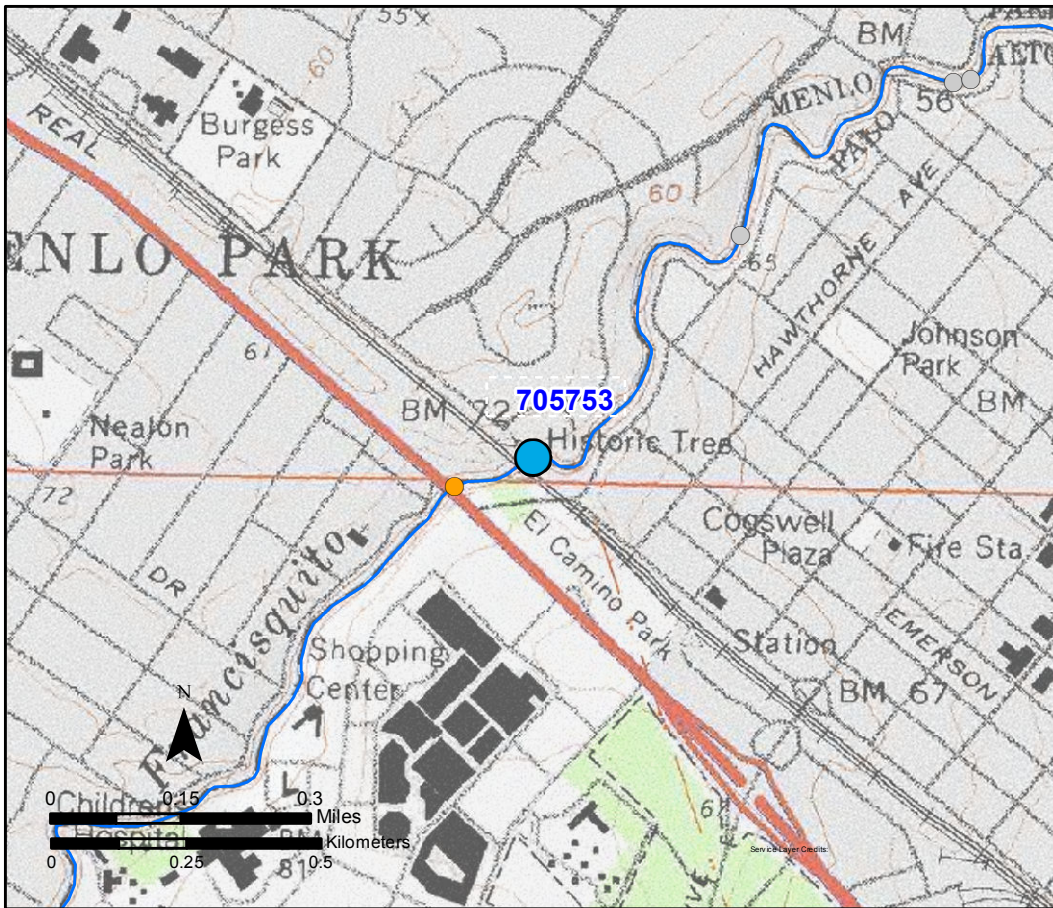 55
BM
ALTO
60
MENLO
56
REAL
Burgess
Park
PALO
AVE
60
HAWTHORNE
ENLO PARK
65
Johnson
Park
61
705753
BM
BM 72
Historic Tree
Nealon
Park
72
Cogswell
Plaza
Fire Sta.
El Camino Park
DR
Francisquito
EMERSON
Station
Shopping
Center
BM 67
N
0 0.15 0.3
Miles
Kilometers
0 0.25 0.5
Hospital
81
Service Layer Credits: